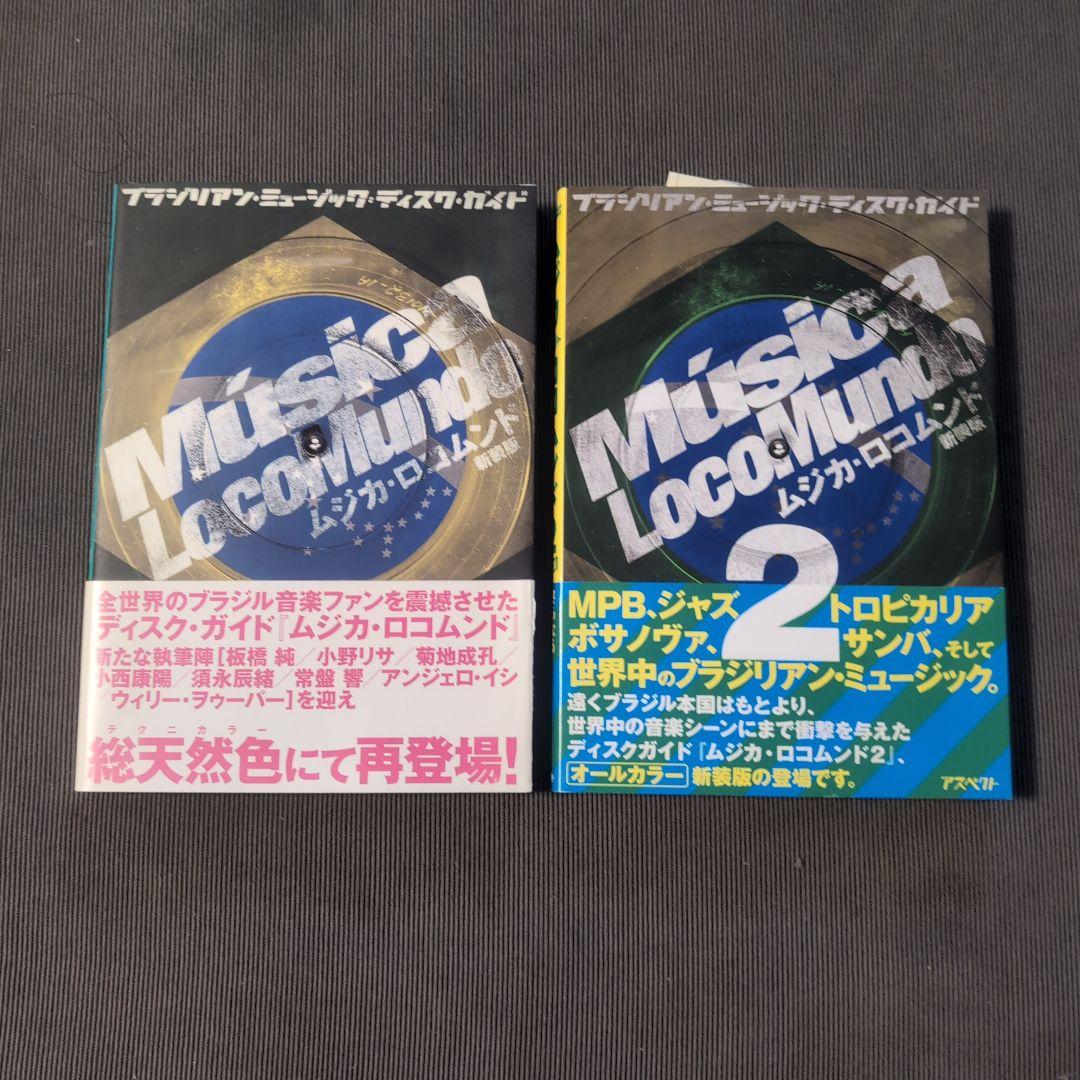 ブラジリアン・ミュージック・ディスク・ガイド
Música
LocoMundo
ムジカ・ロコムンド
新装版
全世界のブラジル音楽ファンを震撼させた
ディスク・ガイド『ムジカ・ロコムンド』
新たな執筆陣[板橋 純／小野リサ／菊地成孔／
小西康陽／須永辰緒／常盤 響／アンジェロ・イシ
／ウィリー・ヲゥーパー]を迎え
テクニカラー
総天然色にて再登場!
ブラジリアン・ミュージック・ディスク・ガイド
Música
LocoMundo
ムジカ・ロコムンド
新装版
2
MPB、ジャズ トロピカリア
ボサノヴァ、 サンバ、そして
世界中のブラジリアン・ミュージック。
遠くブラジル本国はもとより、
世界中の音楽シーンにまで衝撃を与えた
ディスクガイド『ムジカ・ロコムンド2』、
オールカラー 新装版の登場です。
アスペクト